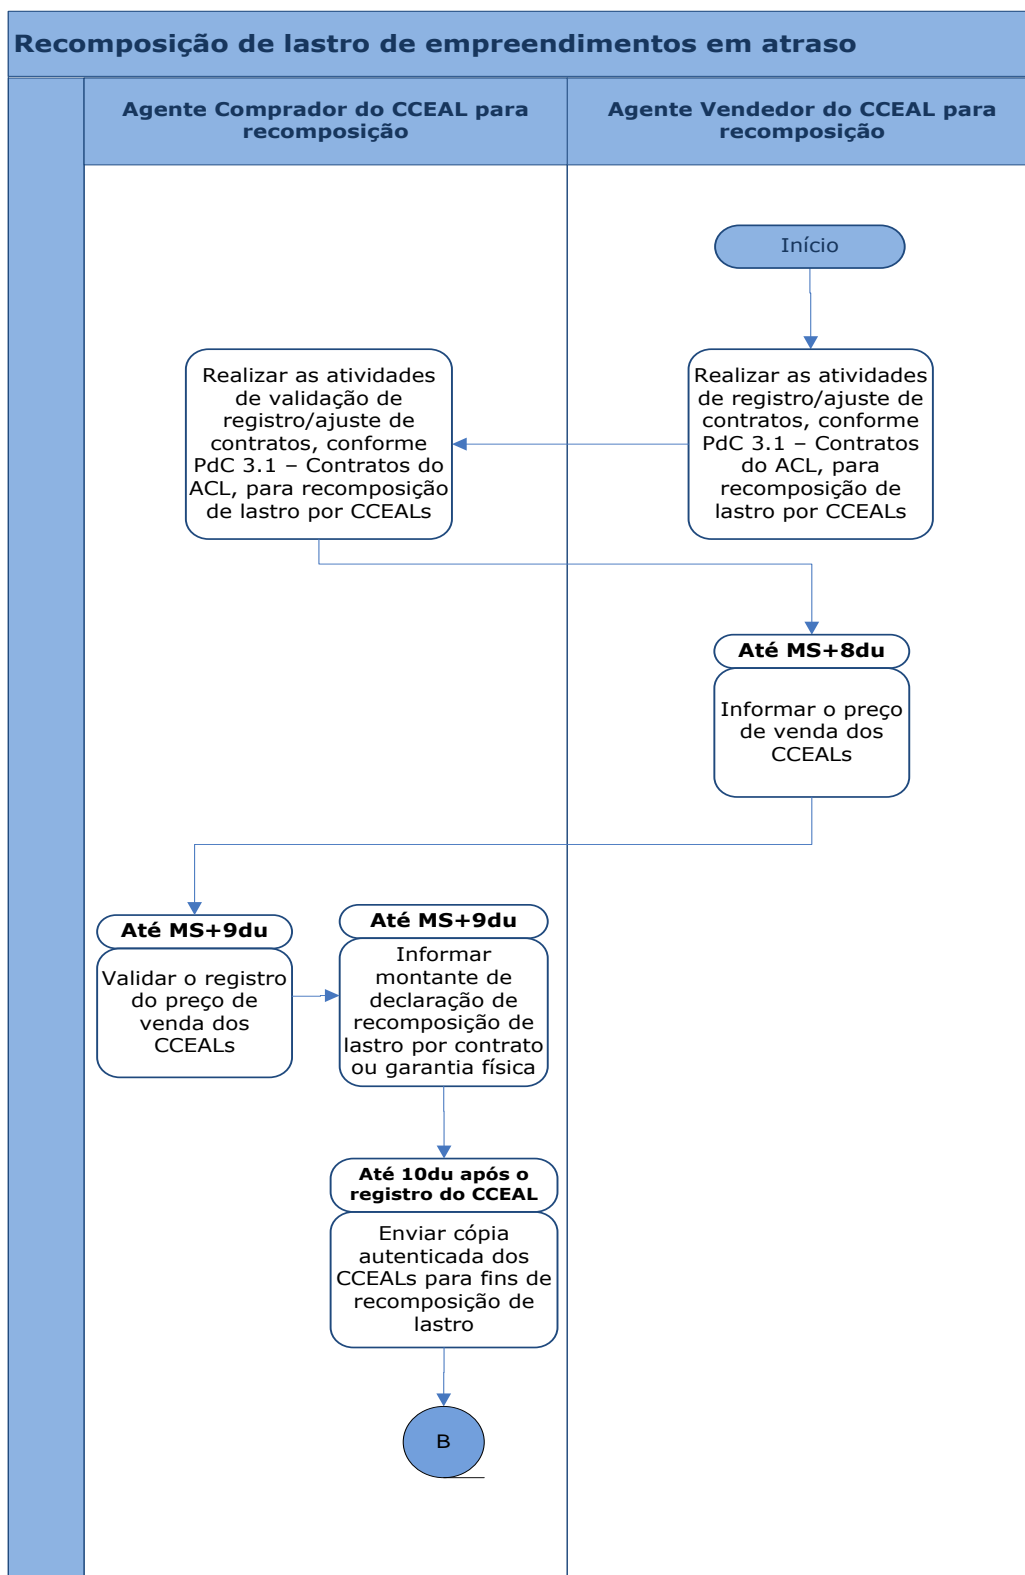 Recomposição de lastro de empreendimentos em atraso
Agente Comprador do CCEAL para
recomposição
Agente Vendedor do CCEAL para
recomposição
Início
Realizar as atividades
de registro/ajuste de
contratos, conforme
PdC 3.1 – Contratos
do ACL, para
recomposição de
lastro por CCEALs
Realizar as atividades
de validação de
registro/ajuste de
contratos, conforme
PdC 3.1 – Contratos do
ACL, para recomposição
de lastro por CCEALs
Até MS+8du
Informar o preço
de venda dos
CCEALs
Até MS+9du
Validar o registro
do preço de
venda dos
CCEALs
Até MS+9du
Informar
montante de
declaração de
recomposição de
lastro por contrato
ou garantia física
Até 10du após o
registro do CCEAL
Enviar cópia
autenticada dos
CCEALs para fins de
recomposição de
lastro
B